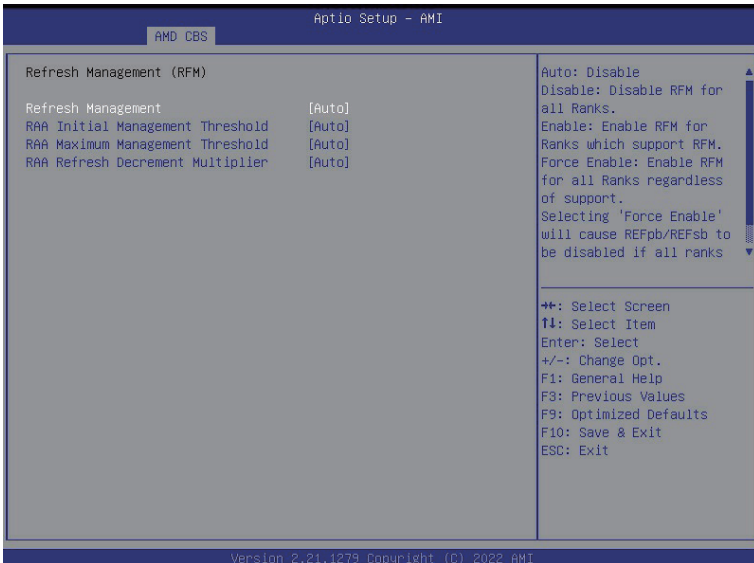 Aptio Setup – AMI
AMD CBS
Refresh Management (RFM)
Refresh Management [Auto]
RAA Initial Management Threshold [Auto]
RAA Maximum Management Threshold [Auto]
RAA Refresh Decrement Multiplier [Auto]
Auto: Disable
Disable: Disable RFM for
all Ranks.
Enable: Enable RFM for
Ranks which support RFM.
Force Enable: Enable RFM
for all Ranks regardless
of support.
Selecting 'Force Enable'
will cause REFpb/REFsb to
be disabled if all ranks
→←: Select Screen
↑↓: Select Item
Enter: Select
+/-: Change Opt.
F1: General Help
F3: Previous Values
F9: Optimized Defaults
F10: Save & Exit
ESC: Exit
Version 2.21.1279 Copyright (C) 2022 AMI